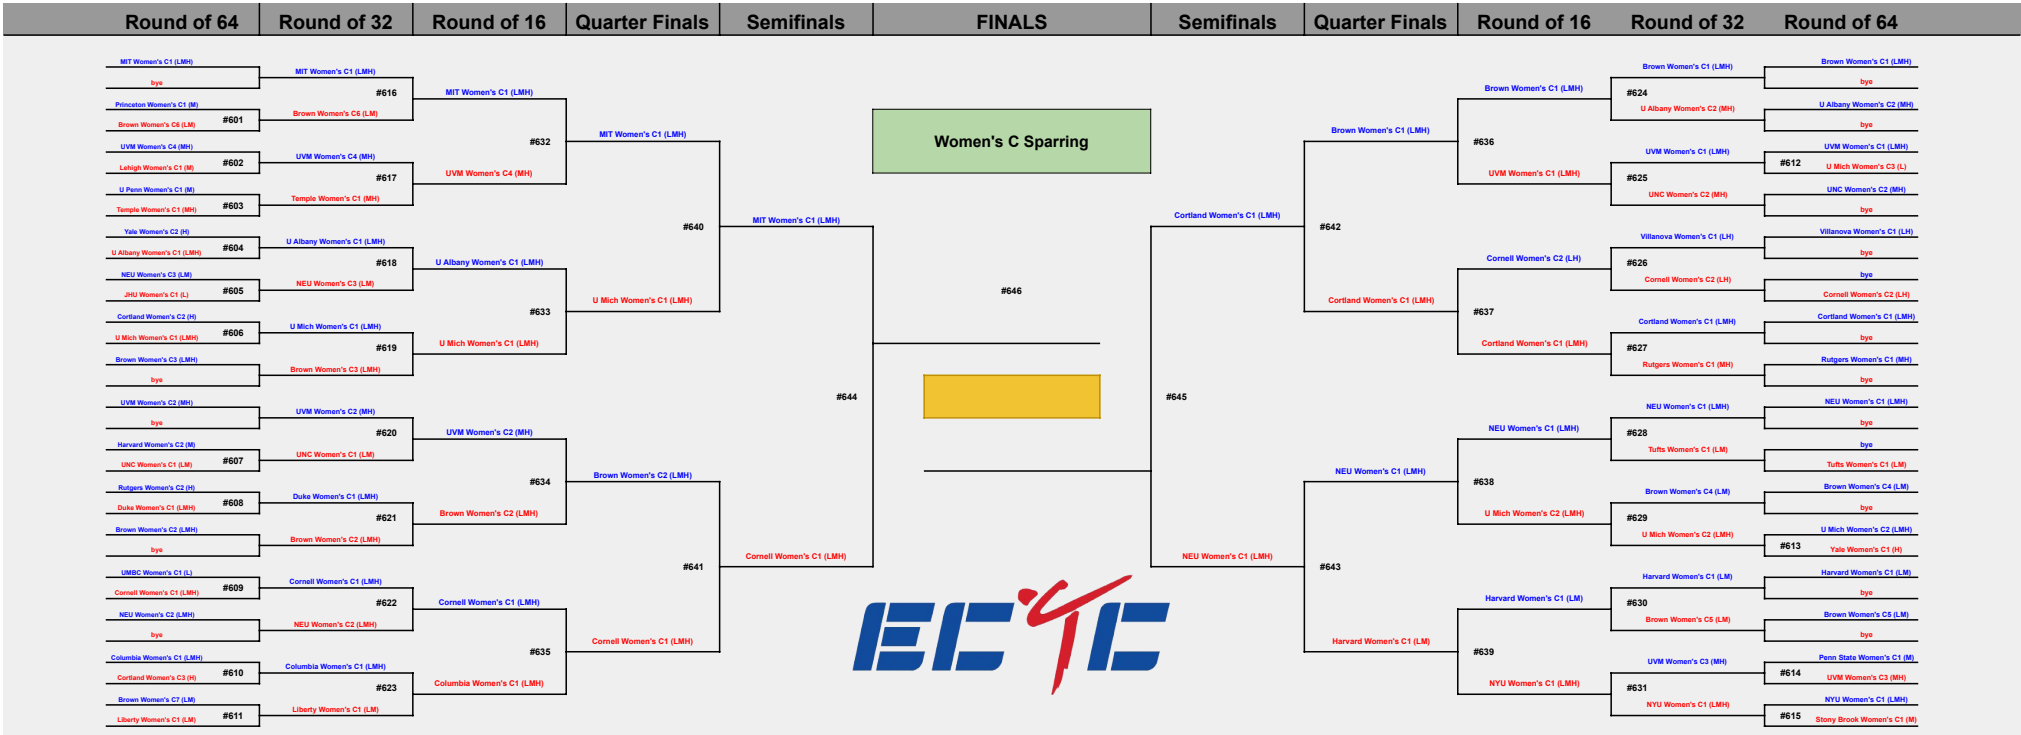 Round of 64 Round of 32 Round of 16 Quarter Finals Semifinals FINALS Semifinals Quarter Finals Round of 16 Round of 32 Round of 64
MIT Women's C1 (LMH)
bye
Princeton Women's C1 (M)
#601
Brown Women's C6 (LM)
UVM Women's C4 (MH)
#602
Lehigh Women's C1 (M)
U Penn Women's C1 (M)
#603
Temple Women's C1 (MH)
Yale Women's C2 (H)
#604
U Albany Women's C1 (LMH)
NEU Women's C3 (LM)
#605
JHU Women's C1 (L)
Cortland Women's C2 (H)
#606
U Mich Women's C1 (LMH)
Brown Women's C3 (LMH)
bye
UVM Women's C2 (MH)
bye
Harvard Women's C2 (M)
#607
UNC Women's C1 (LM)
Rutgers Women's C2 (H)
#608
Duke Women's C1 (LMH)
Brown Women's C2 (LMH)
bye
UMBC Women's C1 (L)
#609
Cornell Women's C1 (LMH)
NEU Women's C2 (LMH)
bye
Columbia Women's C1 (LMH)
#610
Cortland Women's C3 (H)
Brown Women's C7 (LM)
#611
Liberty Women's C1 (LM)
MIT Women's C1 (LMH)
#616
Brown Women's C6 (LM)
UVM Women's C4 (MH)
#617
Temple Women's C1 (MH)
U Albany Women's C1 (LMH)
#618
NEU Women's C3 (LM)
U Mich Women's C1 (LMH)
#619
Brown Women's C3 (LMH)
UVM Women's C2 (MH)
#620
UNC Women's C1 (LM)
Duke Women's C1 (LMH)
#621
Brown Women's C2 (LMH)
Cornell Women's C1 (LMH)
#622
NEU Women's C2 (LMH)
Columbia Women's C1 (LMH)
#623
Liberty Women's C1 (LM)
MIT Women's C1 (LMH)
#632
UVM Women's C4 (MH)
U Albany Women's C1 (LMH)
#633
U Mich Women's C1 (LMH)
UVM Women's C2 (MH)
#634
Brown Women's C2 (LMH)
Cornell Women's C1 (LMH)
#635
Columbia Women's C1 (LMH)
MIT Women's C1 (LMH)
#640
U Mich Women's C1 (LMH)
Brown Women's C2 (LMH)
#641
Cornell Women's C1 (LMH)
MIT Women's C1 (LMH)
#644
Cornell Women's C1 (LMH)
Women's C Sparring
#646
ECTC
Cortland Women's C1 (LMH)
#645
NEU Women's C1 (LMH)
Brown Women's C1 (LMH)
#642
Cortland Women's C1 (LMH)
NEU Women's C1 (LMH)
#643
Harvard Women's C1 (LM)
Brown Women's C1 (LMH)
#636
UVM Women's C1 (LMH)
Cornell Women's C2 (LH)
#637
Cortland Women's C1 (LMH)
NEU Women's C1 (LMH)
#638
U Mich Women's C2 (LMH)
Harvard Women's C1 (LM)
#639
NYU Women's C1 (LMH)
Brown Women's C1 (LMH)
#624
U Albany Women's C2 (MH)
UVM Women's C1 (LMH)
#625
UNC Women's C2 (MH)
Villanova Women's C1 (LH)
#626
Cornell Women's C2 (LH)
Cortland Women's C1 (LMH)
#627
Rutgers Women's C1 (MH)
NEU Women's C1 (LMH)
#628
Tufts Women's C1 (LM)
Brown Women's C4 (LM)
#629
U Mich Women's C2 (LMH)
Harvard Women's C1 (LM)
#630
Brown Women's C5 (LM)
UVM Women's C3 (MH)
#631
NYU Women's C1 (LMH)
Brown Women's C1 (LMH)
bye
U Albany Women's C2 (MH)
bye
UVM Women's C1 (LMH)
#612
U Mich Women's C3 (L)
UNC Women's C2 (MH)
bye
Villanova Women's C1 (LH)
bye
bye
Cornell Women's C2 (LH)
Cortland Women's C1 (LMH)
bye
Rutgers Women's C1 (MH)
bye
NEU Women's C1 (LMH)
bye
bye
Tufts Women's C1 (LM)
Brown Women's C4 (LM)
bye
U Mich Women's C2 (LMH)
#613
Yale Women's C1 (H)
Harvard Women's C1 (LM)
bye
Brown Women's C5 (LM)
bye
Penn State Women's C1 (M)
#614
UVM Women's C3 (MH)
NYU Women's C1 (LMH)
#615
Stony Brook Women's C1 (M)